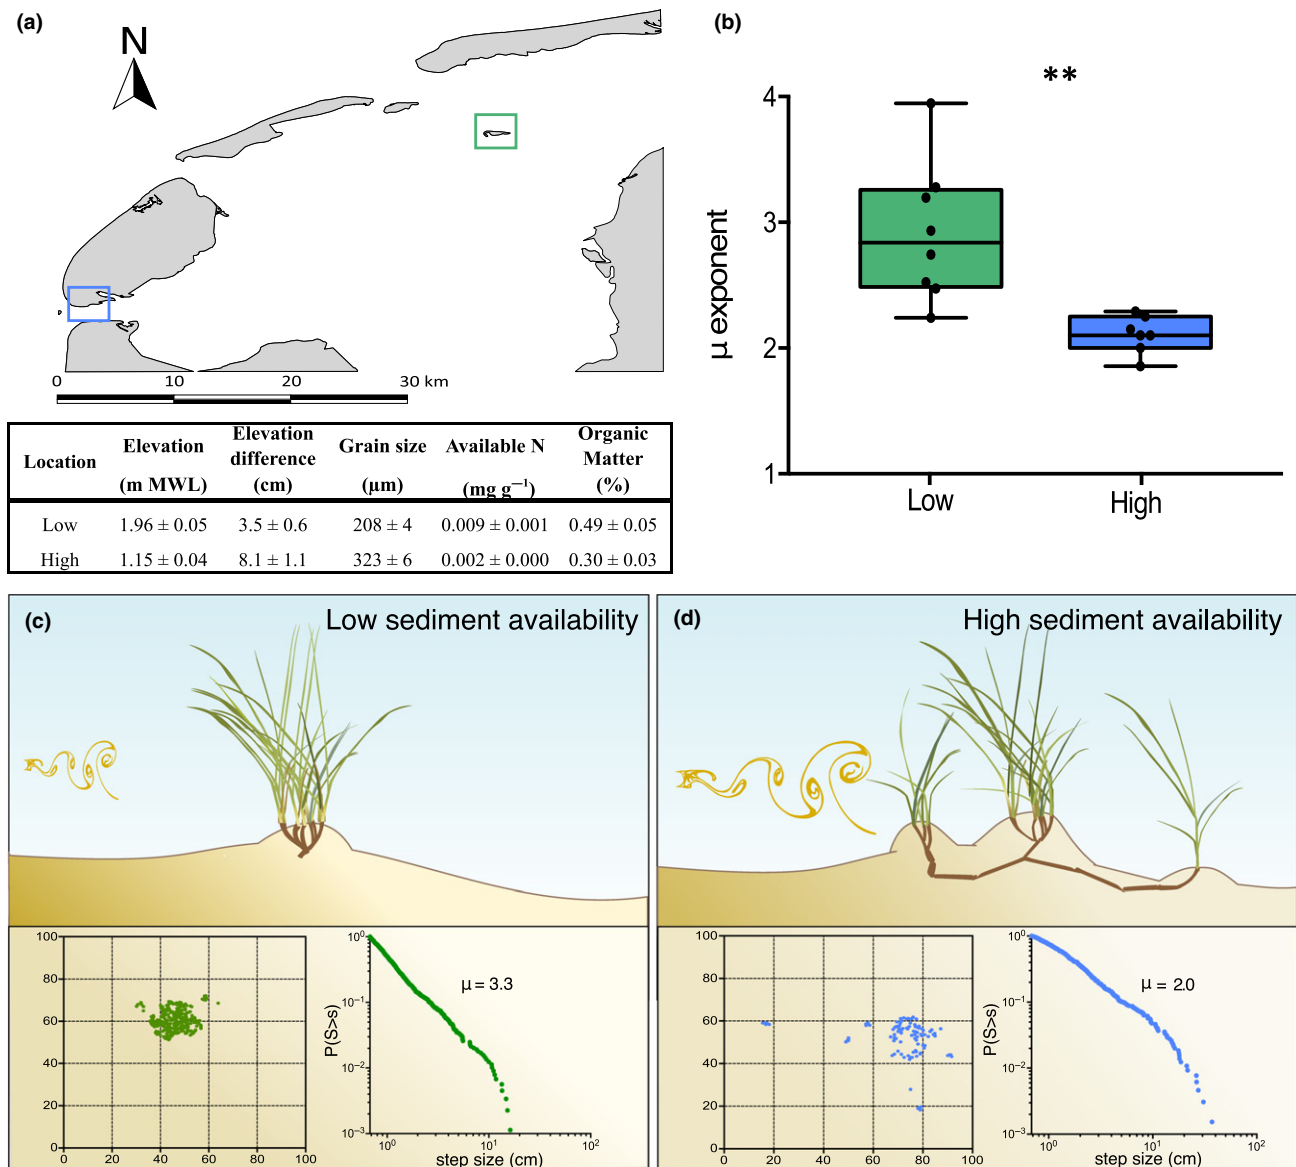 (a)
N
0 10 20 30 km
Location Elevation (m MWL) Elevation difference (cm) Grain size (μm) Available N (mg g⁻¹) Organic Matter (%)
Low 1.96 ± 0.05 3.5 ± 0.6 208 ± 4 0.009 ± 0.001 0.49 ± 0.05
High 1.15 ± 0.04 8.1 ± 1.1 323 ± 6 0.002 ± 0.000 0.30 ± 0.03
(b)
**
μ exponent
4
3
2
1
Low High
(c) Low sediment availability
100
80
60
40
20
0
0 20 40 60 80 100
P(S>s)
10⁰
10⁻¹
10⁻²
10⁻³
μ = 3.3
10⁰ 10¹ 10²
step size (cm)
(d) High sediment availability
100
80
60
40
20
0
0 20 40 60 80 100
P(S>s)
10⁰
10⁻¹
10⁻²
10⁻³
μ = 2.0
10⁰ 10¹ 10²
step size (cm)